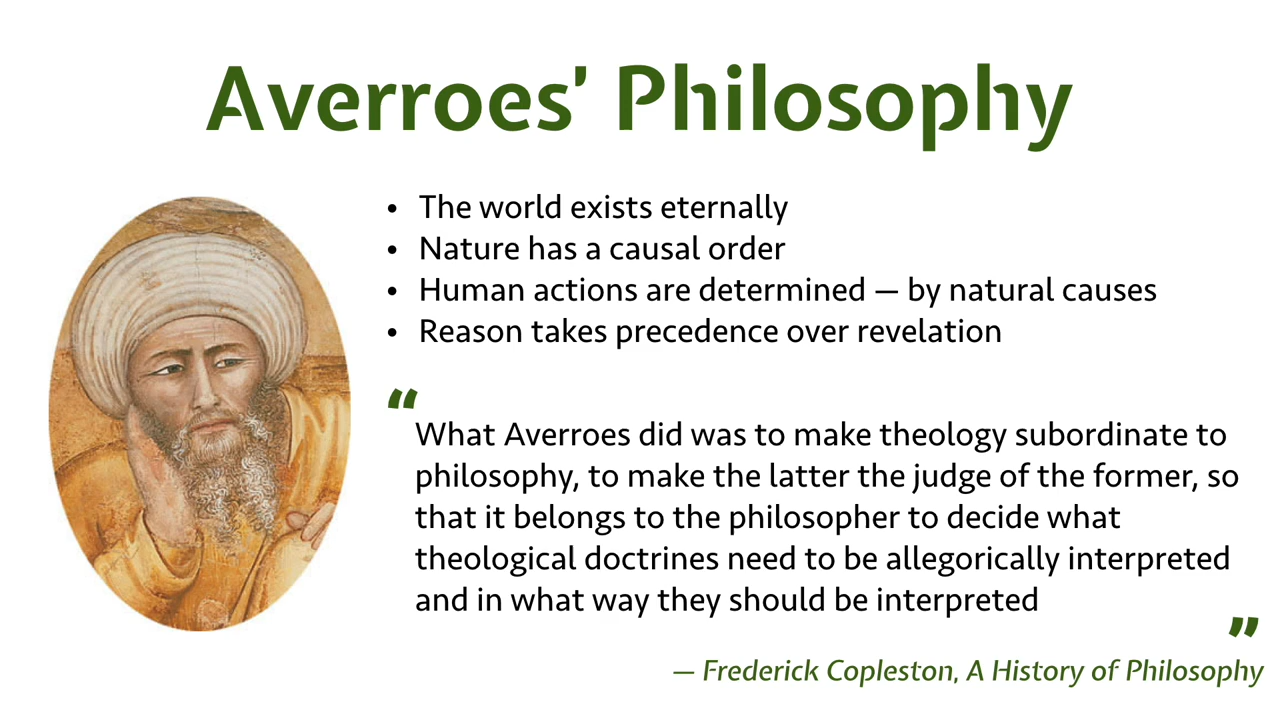 Averroes’ Philosophy
• The world exists eternally
• Nature has a causal order
• Human actions are determined — by natural causes
• Reason takes precedence over revelation
“
What Averroes did was to make theology subordinate to
philosophy, to make the latter the judge of the former, so
that it belongs to the philosopher to decide what
theological doctrines need to be allegorically interpreted
and in what way they should be interpreted
”
— Frederick Copleston, A History of Philosophy